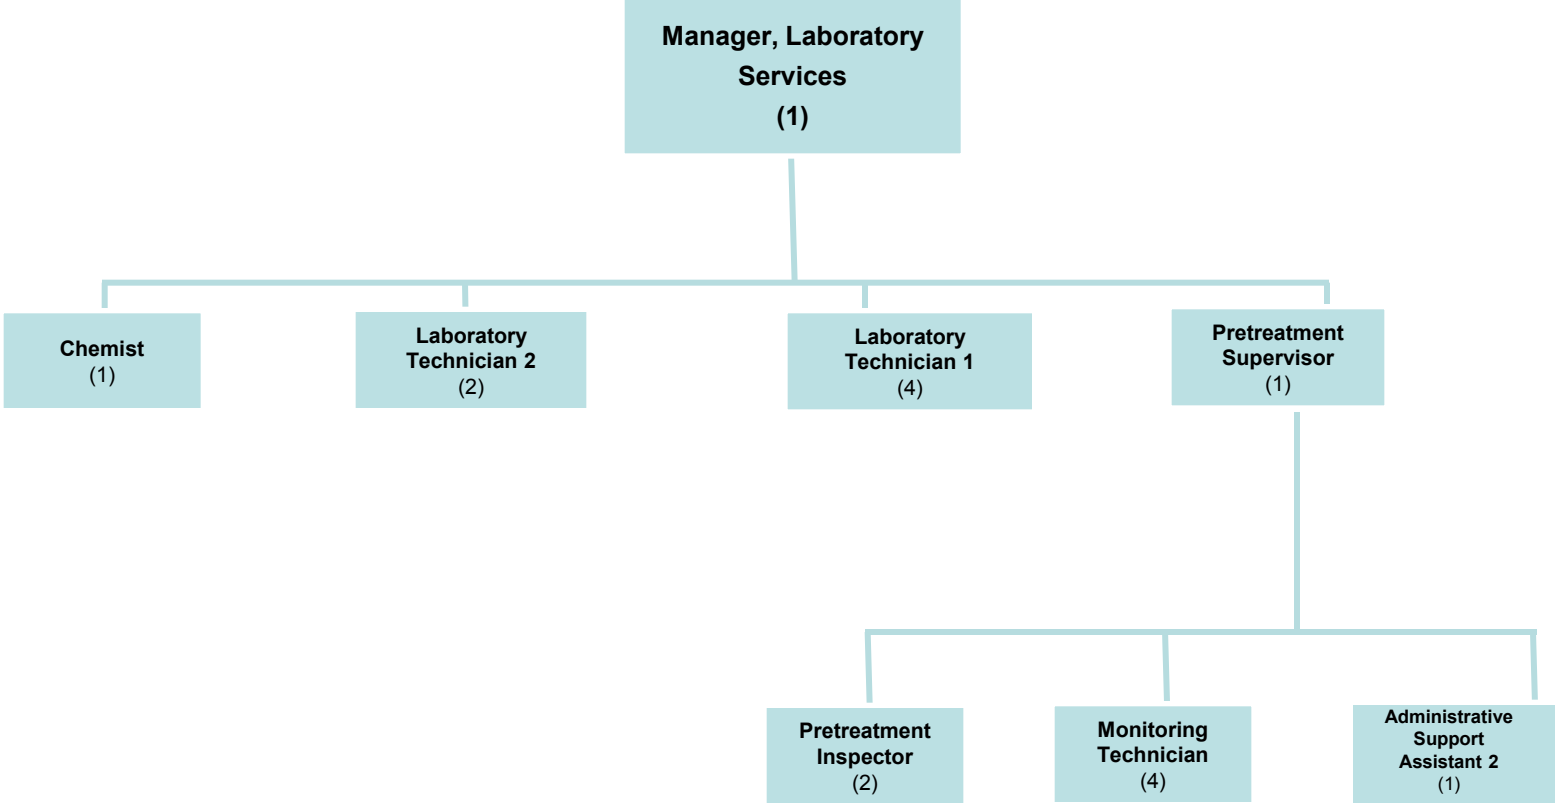 Manager, Laboratory
Services
(1)
Chemist
(1)
Laboratory
Technician 2
(2)
Laboratory
Technician 1
(4)
Pretreatment
Supervisor
(1)
Pretreatment
Inspector
(2)
Monitoring
Technician
(4)
Administrative
Support
Assistant 2
(1)